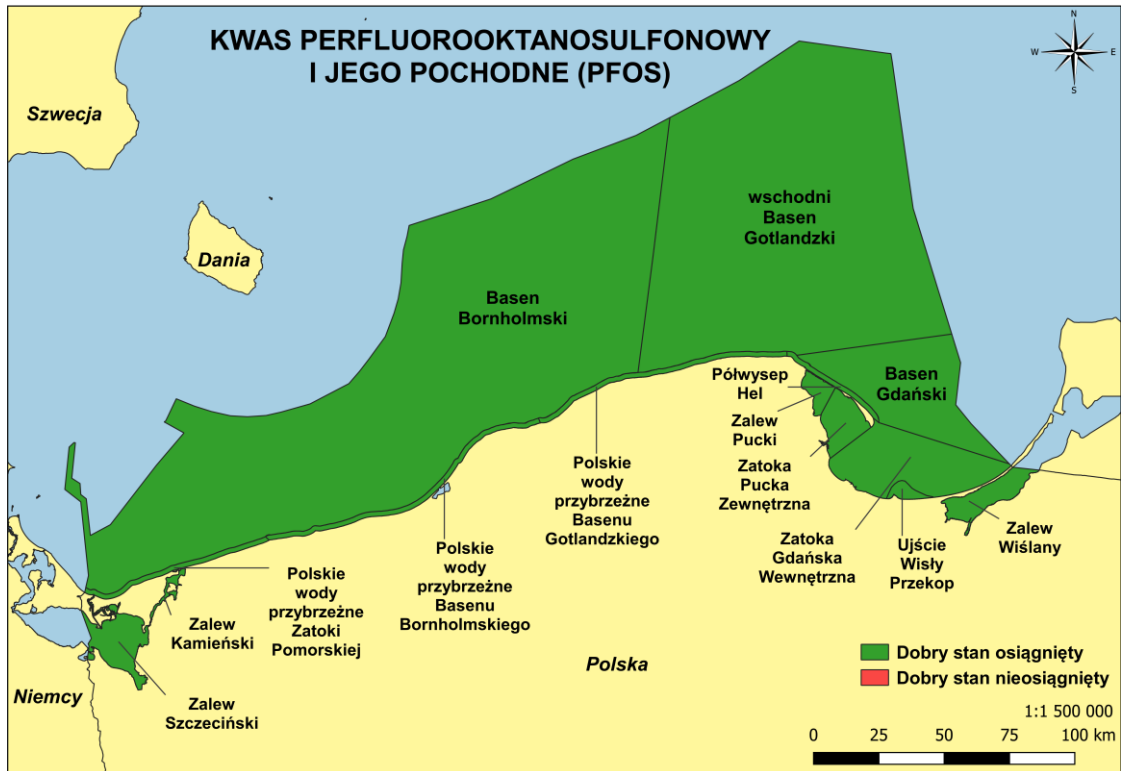 KWAS PERFLUOROOKTANOSULFONOWY
I JEGO POCHODNE (PFOS)
N
W
E
S
Szwecja
Dania
wschodni
Basen
Gotlandzki
Basen
Bornholmski
Basen
Gdański
Półwysep
Hel
Zalew
Pucki
Zatoka
Pucka
Zewnętrzna
Zatoka
Gdańska
Wewnętrzna
Ujście
Wisły
Przekop
Zalew
Wiślany
Polskie
wody
przybrzeżne
Basenu
Gotlandzkiego
Polskie
wody
przybrzeżne
Basenu
Bornholmskiego
Polskie
wody
przybrzeżne
Zatoki
Pomorskiej
Zalew
Kamieński
Zalew
Szczeciński
Niemcy
Polska
Dobry stan osiągnięty
Dobry stan nieosiągnięty
1:1 500 000
0 25 50 75 100 km